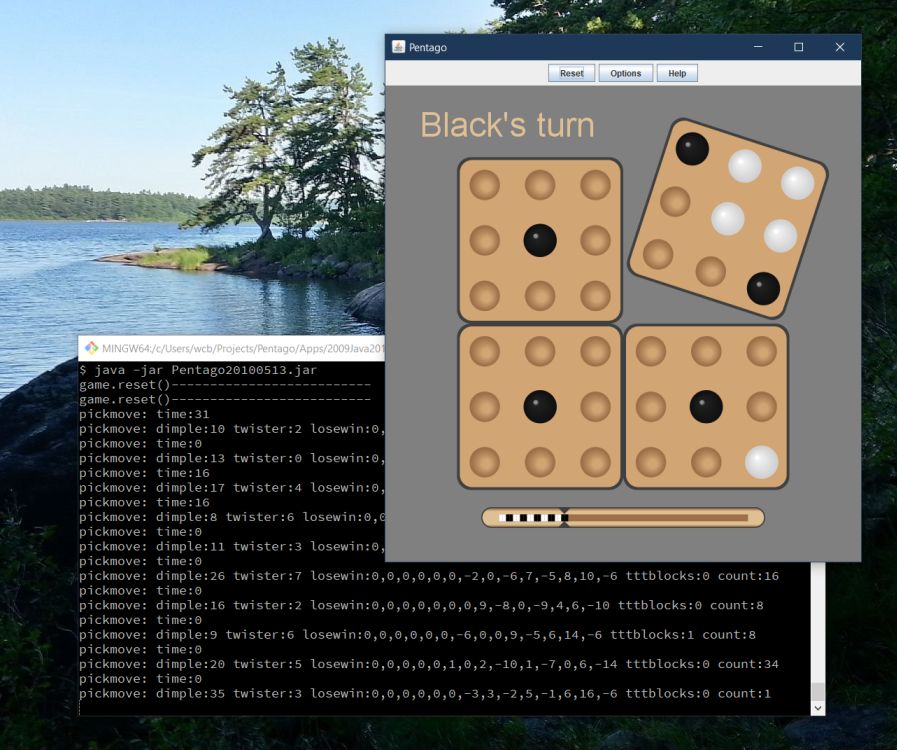 Pentago
Reset Options Help
Black's turn
MINGW64:/c/Users/wcb/Projects/Pentago/Apps/2009Java201
$ java -jar Pentago20100513.jar
game.reset()--------------------------
game.reset()--------------------------
pickmove: time:31
pickmove: dimple:10 twister:2 losewin:0,
pickmove: time:0
pickmove: dimple:13 twister:0 losewin:0,
pickmove: time:16
pickmove: dimple:17 twister:4 losewin:0,
pickmove: time:16
pickmove: dimple:8 twister:6 losewin:0,0
pickmove: time:0
pickmove: dimple:11 twister:3 losewin:0,
pickmove: time:0
pickmove: dimple:26 twister:7 losewin:0,0,0,0,0,0,-2,0,-6,7,-5,8,10,-6 tttblocks:0 count:16
pickmove: time:0
pickmove: dimple:16 twister:2 losewin:0,0,0,0,0,0,0,9,-8,0,-9,4,6,-10 tttblocks:0 count:8
pickmove: time:0
pickmove: dimple:9 twister:6 losewin:0,0,0,0,0,0,-6,0,0,9,-5,6,14,-6 tttblocks:1 count:8
pickmove: time:0
pickmove: dimple:20 twister:5 losewin:0,0,0,0,0,1,0,2,-10,1,-7,0,6,-14 tttblocks:0 count:34
pickmove: time:0
pickmove: dimple:35 twister:3 losewin:0,0,0,0,0,0,-3,3,-2,5,-1,6,16,-6 tttblocks:0 count:1